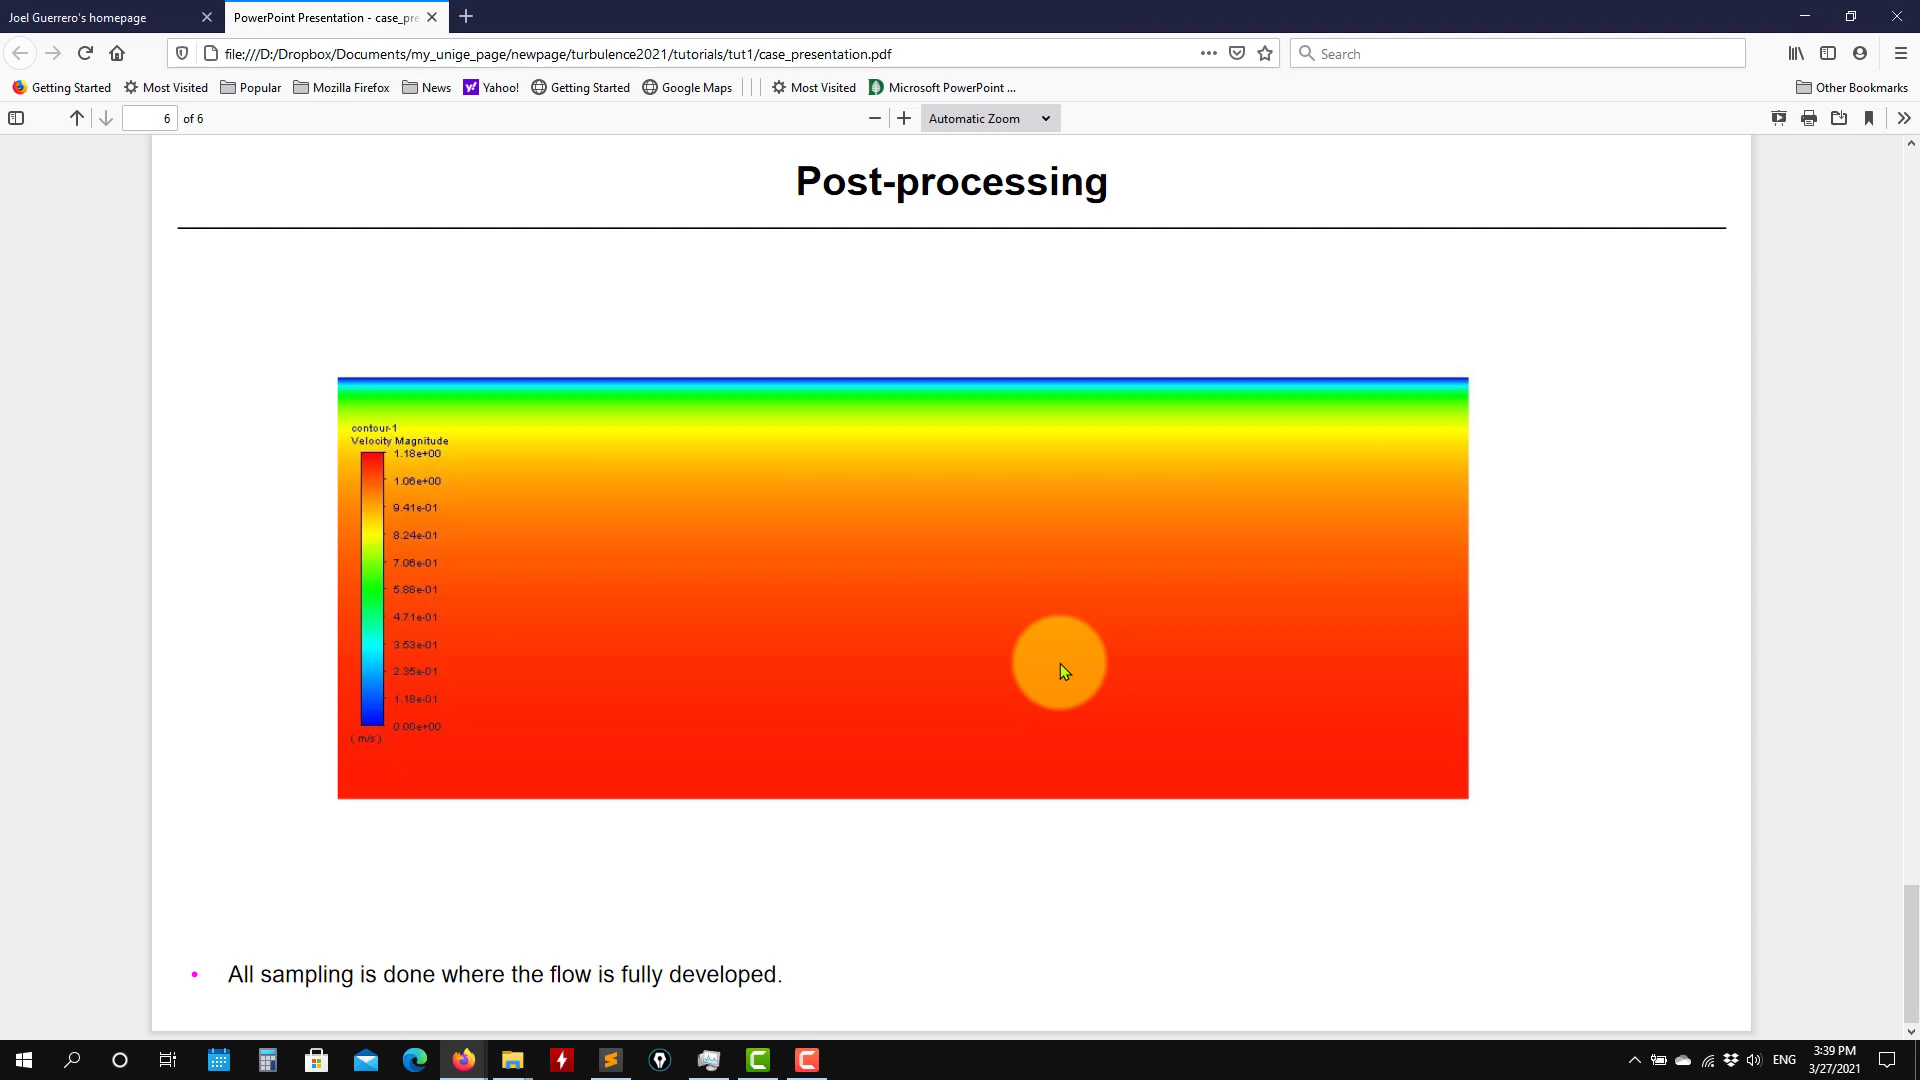 Joel Guerrero's homepage
PowerPoint Presentation - case_pre
file:///D:/Dropbox/Documents/my_unige_page/newpage/turbulence2021/tutorials/tut1/case_presentation.pdf
Search
Getting Started
Most Visited
Popular
Mozilla Firefox
News
Yahoo!
Getting Started
Google Maps
Most Visited
Microsoft PowerPoint ...
Other Bookmarks
6 of 6
Automatic Zoom
Post-processing
contour-1
Velocity Magnitude
1.18e+00
1.06e+00
9.41e-01
8.24e-01
7.06e-01
5.88e-01
4.71e-01
3.53e-01
2.35e-01
1.18e-01
0.00e+00
( m/s )
• All sampling is done where the flow is fully developed.
ENG
3:39 PM
3/27/2021